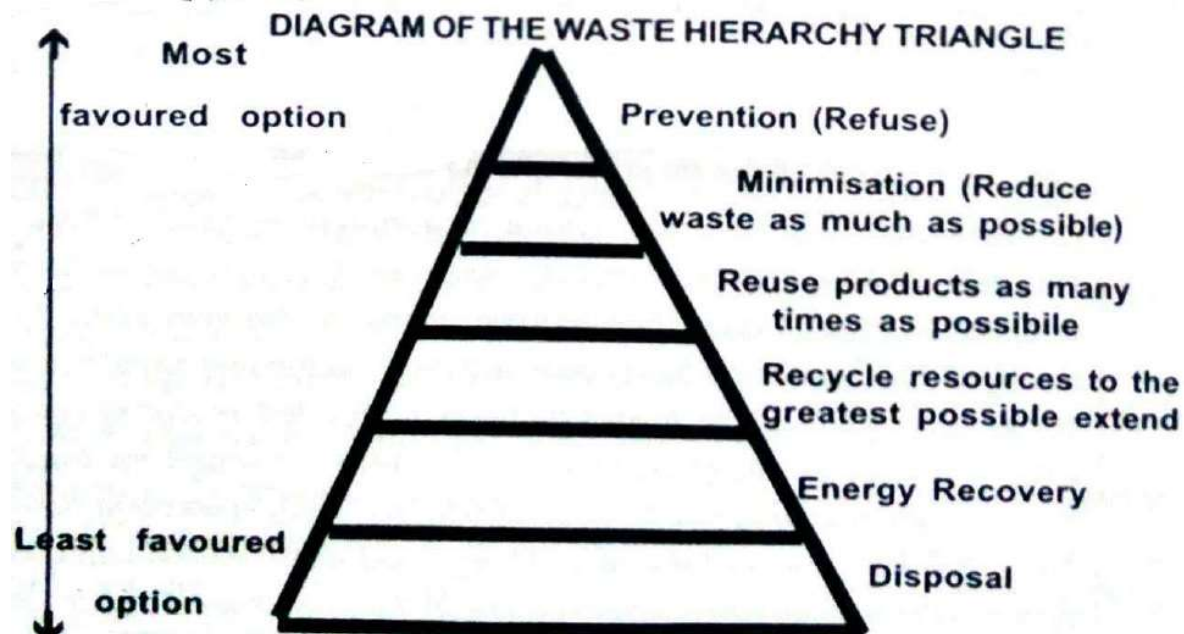 DIAGRAM OF THE WASTE HIERARCHY TRIANGLE
Most
favoured option
Prevention (Refuse)
Minimisation (Reduce
waste as much as possible)
Reuse products as many
times as possibile
Recycle resources to the
greatest possible extend
Energy Recovery
Least favoured
option
Disposal